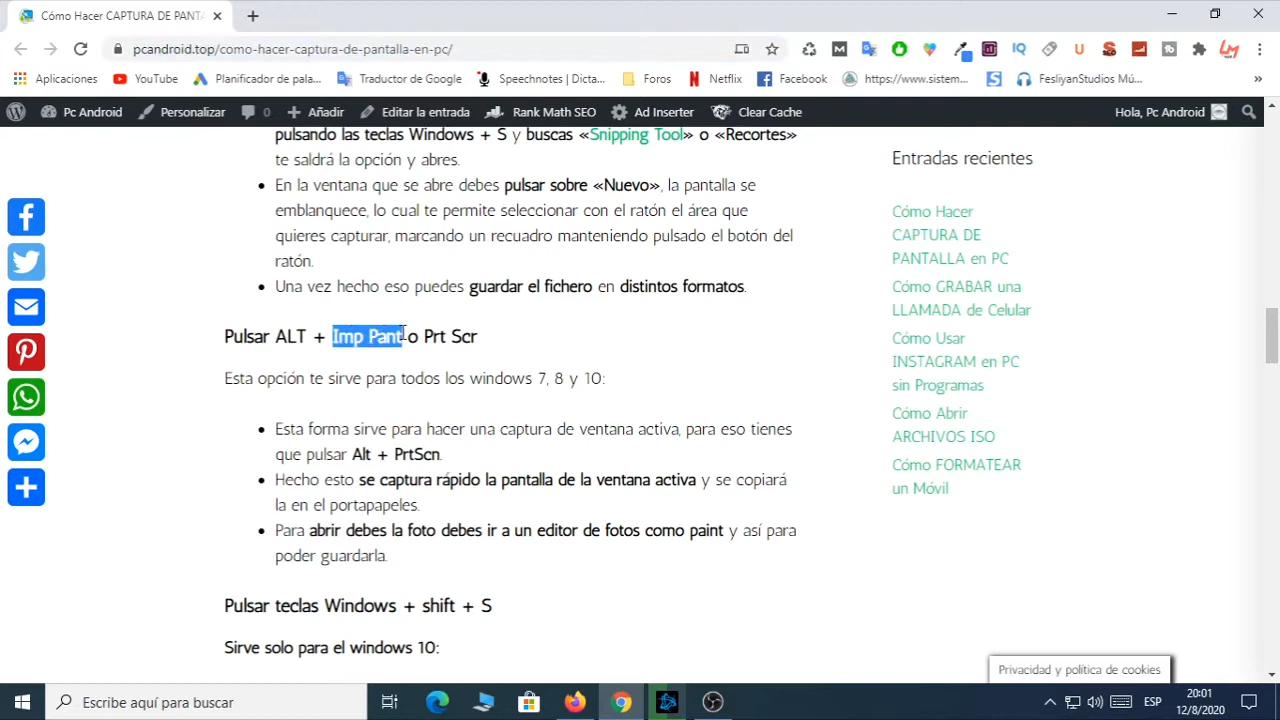 Cómo Hacer CAPTURA DE PANTA
pcandroid.top/como-hacer-captura-de-pantalla-en-pc/
Aplicaciones YouTube Planificador de pala... Traductor de Google Speechnotes | Dicta... Foros Netflix Facebook https://www.sistem... FesliyanStudios Mú... »
Pc Android Personalizar 0 Añadir Editar la entrada Rank Math SEO Ad Inserter Clear Cache Hola, Pc Android
pulsando las teclas Windows + S y buscas «Snipping Tool» o «Recortes»
te saldrá la opción y abres.
En la ventana que se abre debes pulsar sobre «Nuevo», la pantalla se
emblanquece, lo cual te permite seleccionar con el ratón el área que
quieres capturar, marcando un recuadro manteniendo pulsado el botón del
ratón.
Una vez hecho eso puedes guardar el fichero en distintos formatos.
Pulsar ALT + Imp Pant o Prt Scr
Esta opción te sirve para todos los windows 7, 8 y 10:
Esta forma sirve para hacer una captura de ventana activa, para eso tienes
que pulsar Alt + PrtScn.
Hecho esto se captura rápido la pantalla de la ventana activa y se copiará
la en el portapapeles.
Para abrir debes la foto debes ir a un editor de fotos como paint y así para
poder guardarla.
Pulsar teclas Windows + shift + S
Sirve solo para el windows 10:
Entradas recientes
Cómo Hacer
CAPTURA DE
PANTALLA en PC
Cómo GRABAR una
LLAMADA de Celular
Cómo Usar
INSTAGRAM en PC
sin Programas
Cómo Abrir
ARCHIVOS ISO
Cómo FORMATEAR
un Móvil
Privacidad y política de cookies
Escribe aquí para buscar
ESP
20:01
12/8/2020